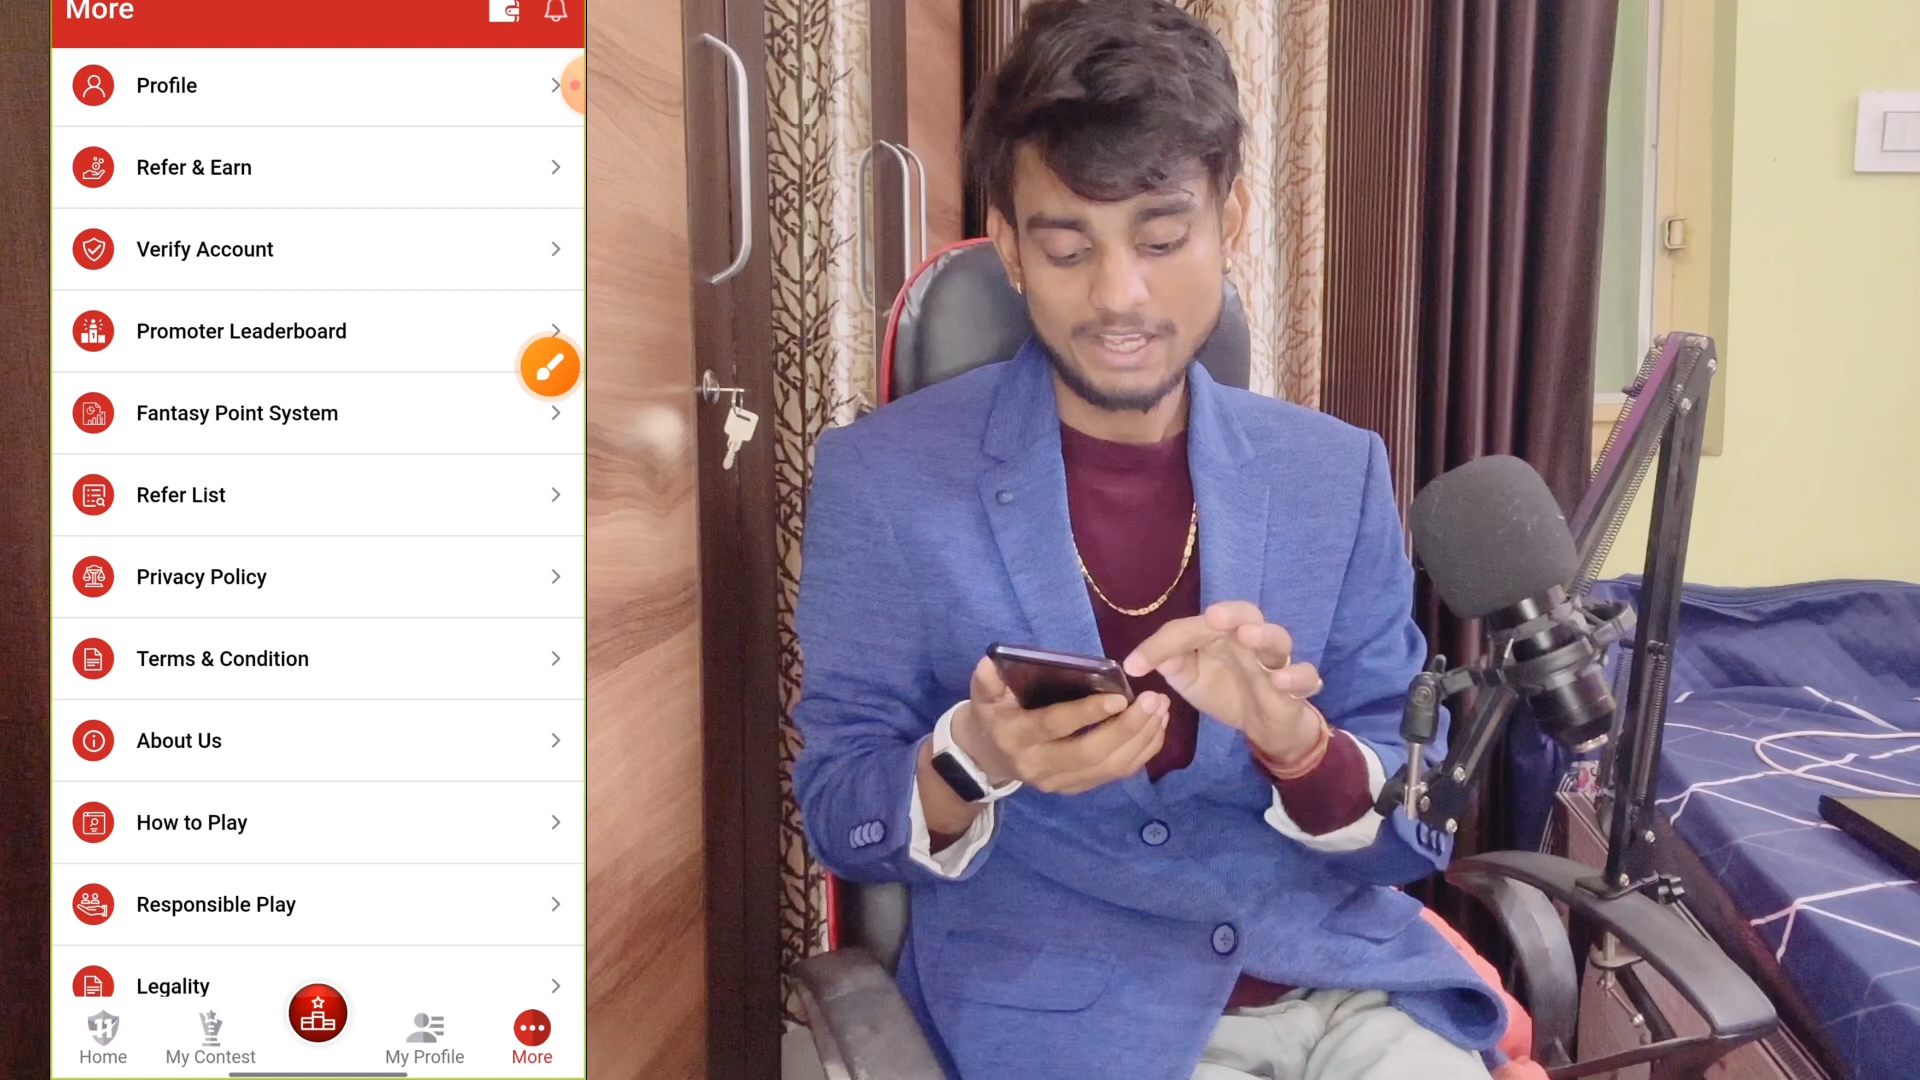 More
Profile
Refer & Earn
Verify Account
Promoter Leaderboard
Fantasy Point System
Refer List
Privacy Policy
Terms & Condition
About Us
How to Play
Responsible Play
Legality
Home
My Contest
My Profile
More